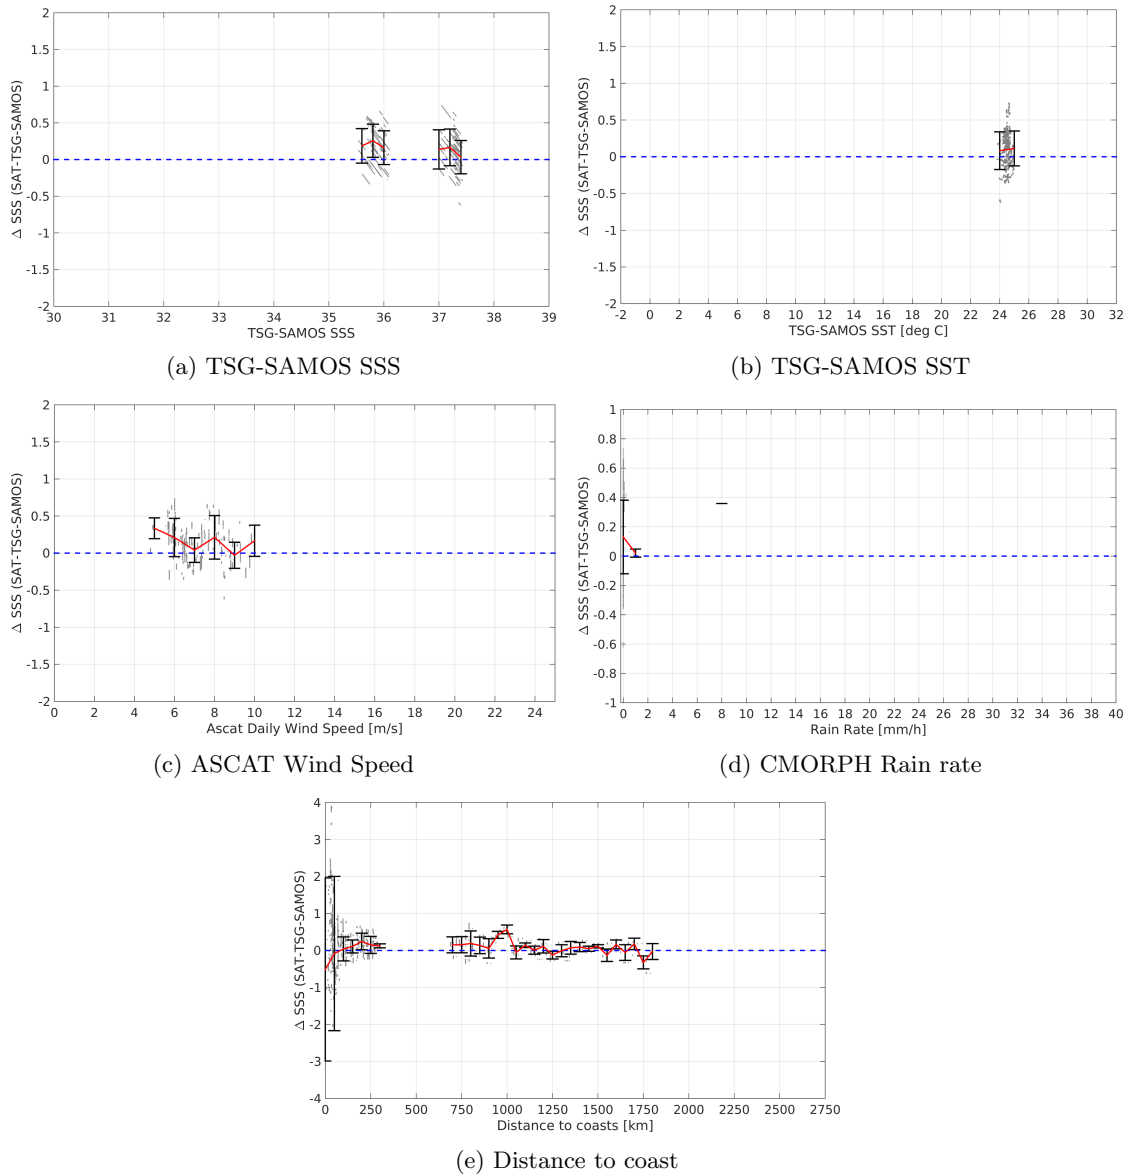 2
1.5
1
0.5
0
-0.5
-1
-1.5
-2
Δ SSS (SAT-TSG-SAMOS)
30 31 32 33 34 35 36 37 38 39
TSG-SAMOS SSS
(a) TSG-SAMOS SSS
2
1.5
1
0.5
0
-0.5
-1
-1.5
-2
Δ SSS (SAT-TSG-SAMOS)
-2 0 2 4 6 8 10 12 14 16 18 20 22 24 26 28 30 32
TSG-SAMOS SST [deg C]
(b) TSG-SAMOS SST
2
1.5
1
0.5
0
-0.5
-1
-1.5
-2
Δ SSS (SAT-TSG-SAMOS)
0 2 4 6 8 10 12 14 16 18 20 22 24
Ascat Daily Wind Speed [m/s]
(c) ASCAT Wind Speed
1
0.8
0.6
0.4
0.2
0
-0.2
-0.4
-0.6
-0.8
-1
Δ SSS (SAT-TSG-SAMOS)
0 2 4 6 8 10 12 14 16 18 20 22 24 26 28 30 32 34 36 38 40
Rain Rate [mm/h]
(d) CMORPH Rain rate
4
3
2
1
0
-1
-2
-3
-4
Δ SSS (SAT-TSG-SAMOS)
0 250 500 750 1000 1250 1500 1750 2000 2250 2500 2750
Distance to coasts [km]
(e) Distance to coast